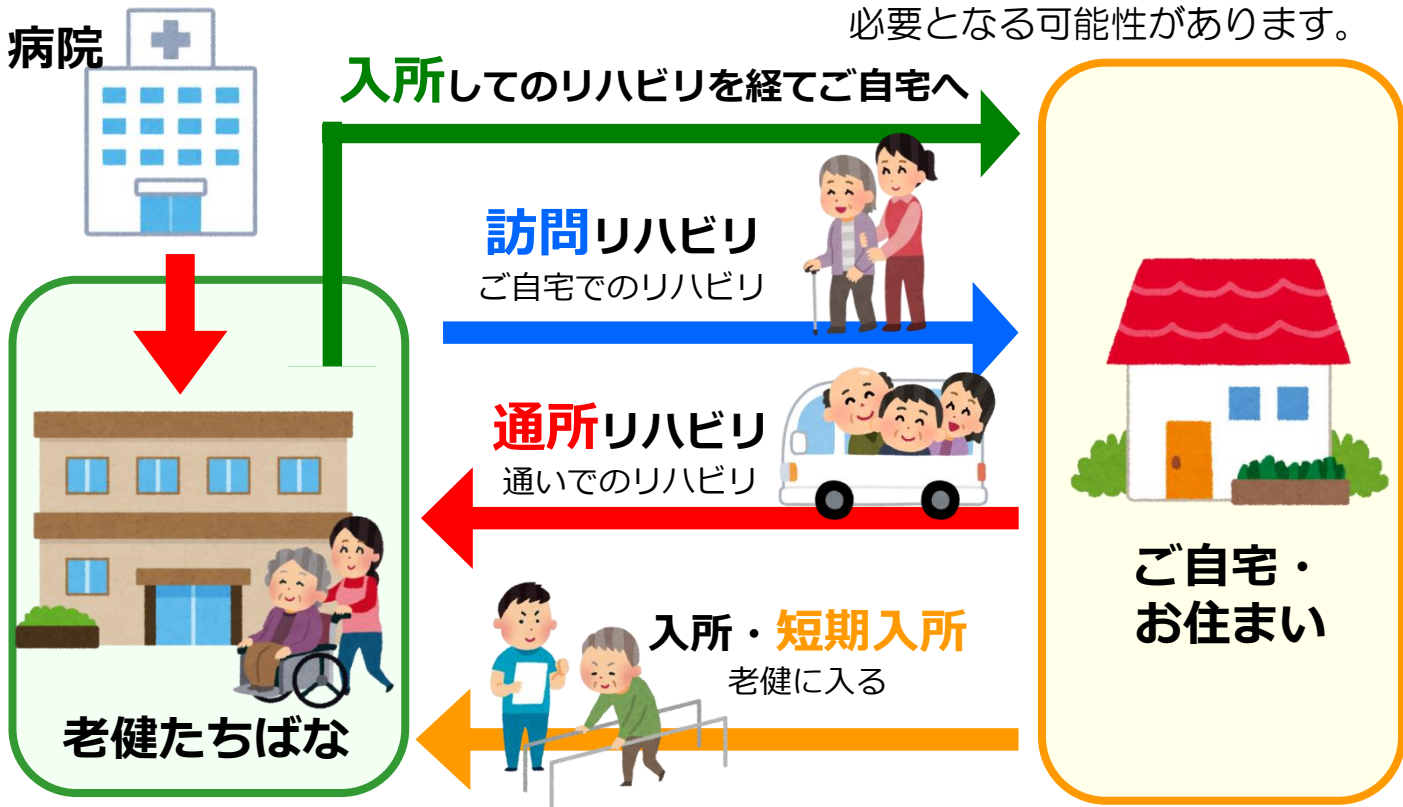 必要となる可能性があります。
病院
入所してのリハビリを経てご自宅へ
訪問リハビリ
ご自宅でのリハビリ
通所リハビリ
通いでのリハビリ
入所・短期入所
老健に入る
ご自宅・
お住まい
老健たちばな